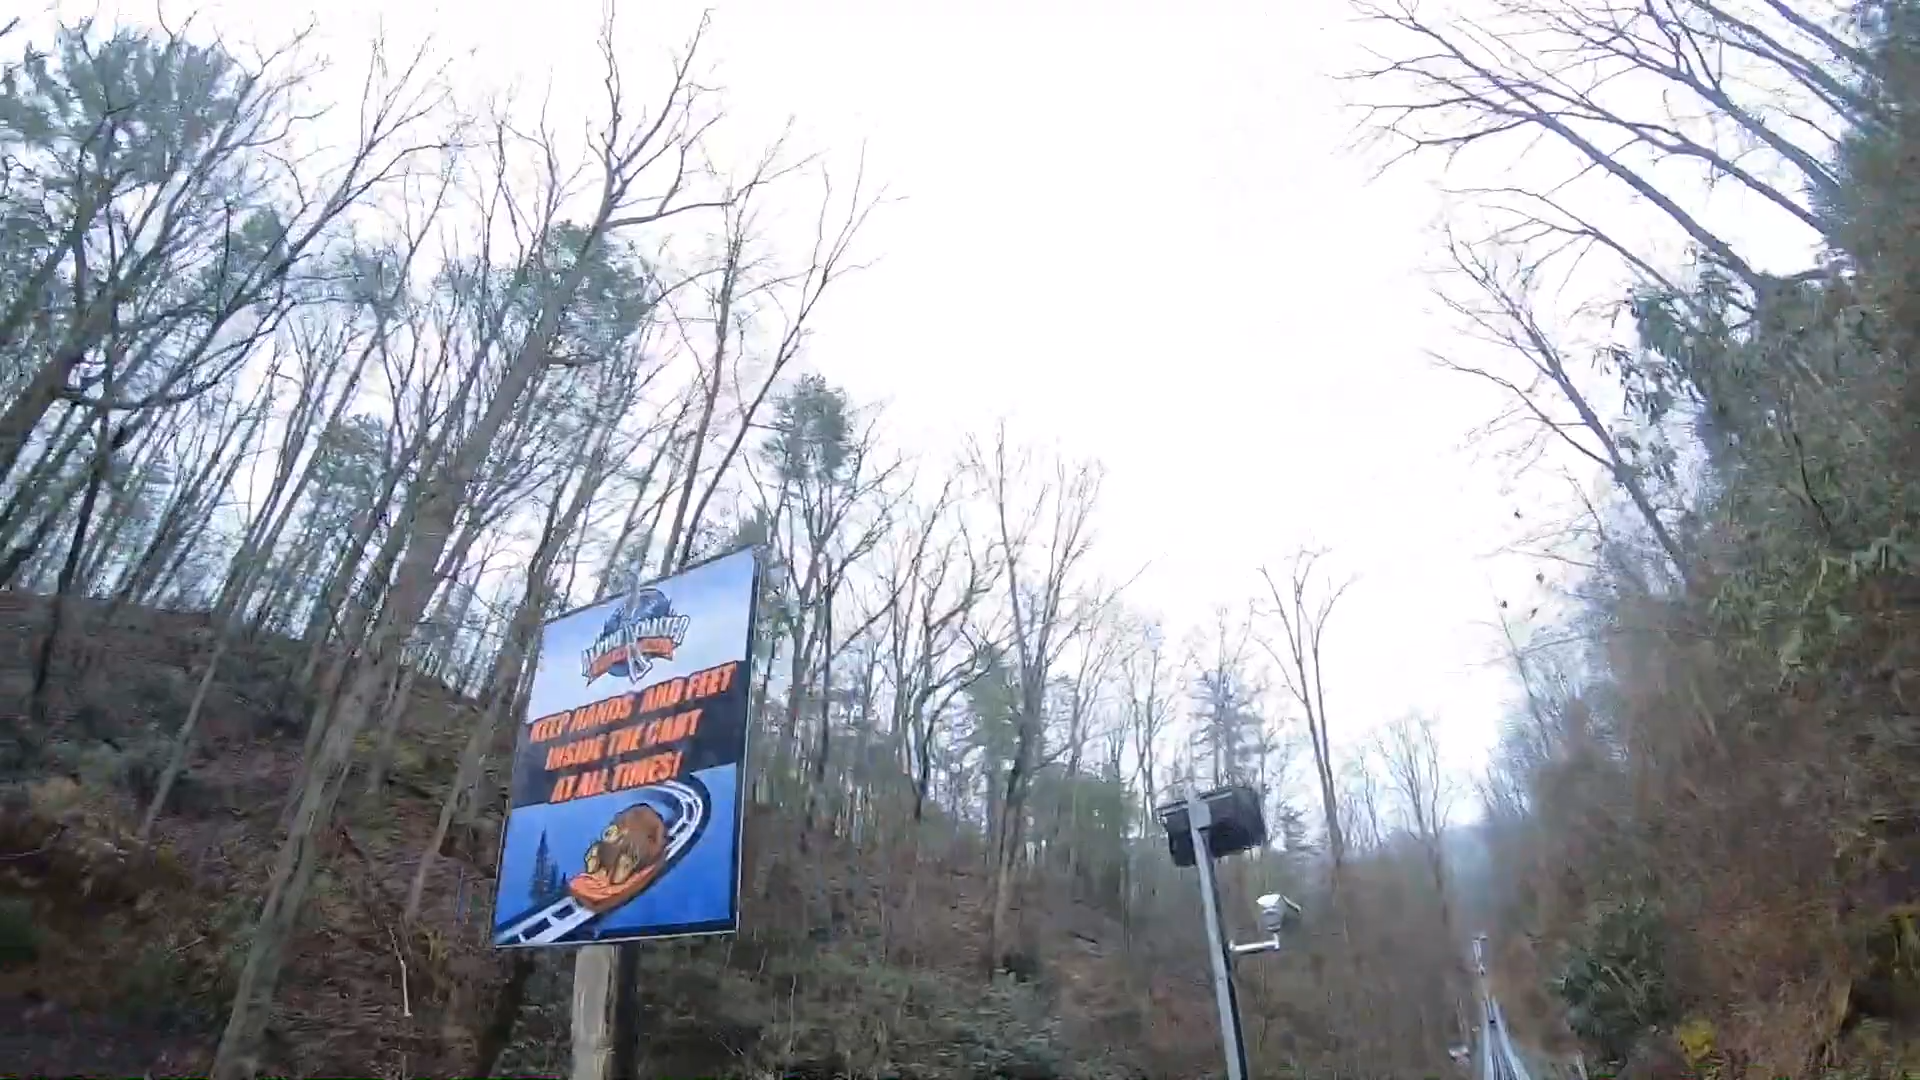 KEEP HANDS AND FEET
INSIDE THE CART
AT ALL TIMES!